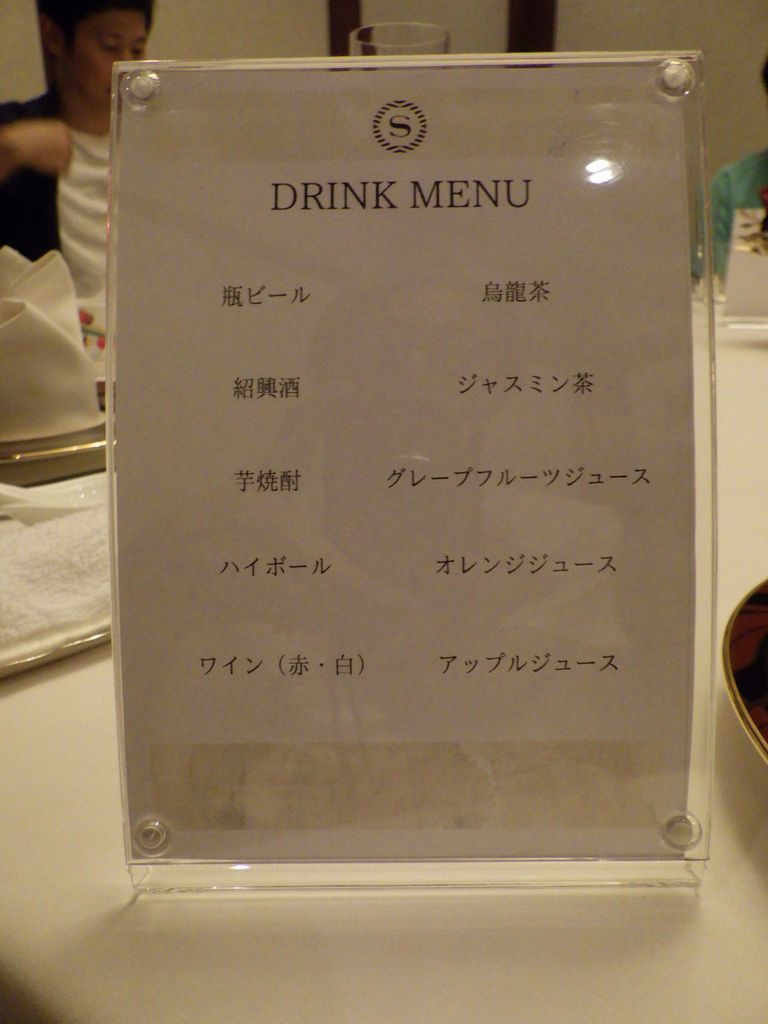 S
DRINK MENU
瓶ビール 烏龍茶
紹興酒 ジャスミン茶
芋焼酎 グレープフルーツジュース
ハイボール オレンジジュース
ワイン（赤・白） アップルジュース